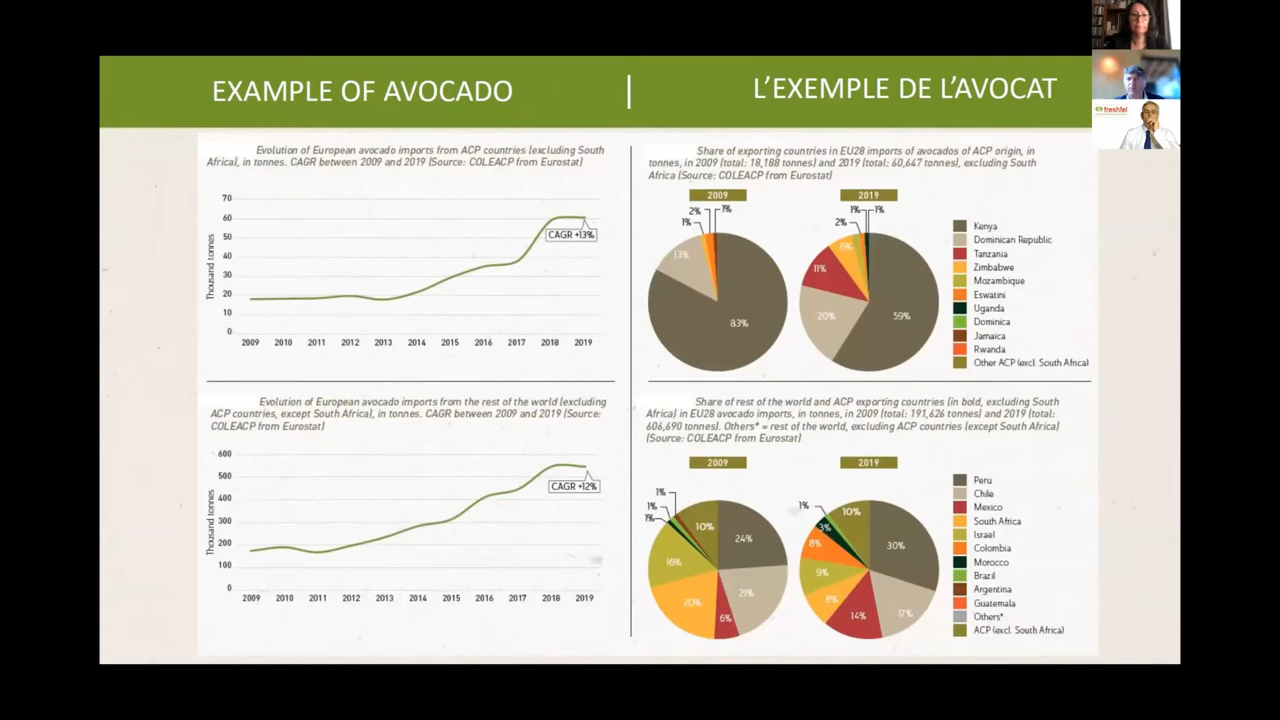 EXAMPLE OF AVOCADO | L'EXEMPLE DE L'AVOCAT
freshfel
Evolution of European avocado imports from ACP countries (excluding South
Africa), in tonnes. CAGR between 2009 and 2019 (Source: COLEACP from Eurostat)
Thousand tonnes
70
60
50
40
30
20
10
0
CAGR +13%
2009 2010 2011 2012 2013 2014 2015 2016 2017 2018 2019
Share of exporting countries in EU28 imports of avocados of ACP origin, in
tonnes, in 2009 (total: 18,188 tonnes) and 2019 (total: 60,647 tonnes), excluding South
Africa (Source: COLEACP from Eurostat)
2009
2% 1%
1%
13%
83%
2019
1% 1%
2%
6%
11%
20%
59%
Kenya
Dominican Republic
Tanzania
Zimbabwe
Mozambique
Eswatini
Uganda
Dominica
Jamaica
Rwanda
Other ACP (excl. South Africa)
Evolution of European avocado imports from the rest of the world (excluding
ACP countries, except South Africa), in tonnes. CAGR between 2009 and 2019 (Source:
COLEACP from Eurostat)
Thousand tonnes
600
500
400
300
200
100
0
CAGR +12%
2009 2010 2011 2012 2013 2014 2015 2016 2017 2018 2019
Share of rest of the world and ACP exporting countries (in bold, excluding South
Africa) in EU28 avocado imports, in tonnes, in 2009 (total: 191,626 tonnes) and 2019 (total:
606,690 tonnes). Others* = rest of the world, excluding ACP countries (except South Africa)
(Source: COLEACP from Eurostat)
2009
1%
1%
1%
10%
24%
16%
21%
20%
6%
2019
1%
10%
3%
8%
30%
9%
8%
17%
14%
Peru
Chile
Mexico
South Africa
Israel
Colombia
Morocco
Brazil
Argentina
Guatemala
Others*
ACP (excl. South Africa)